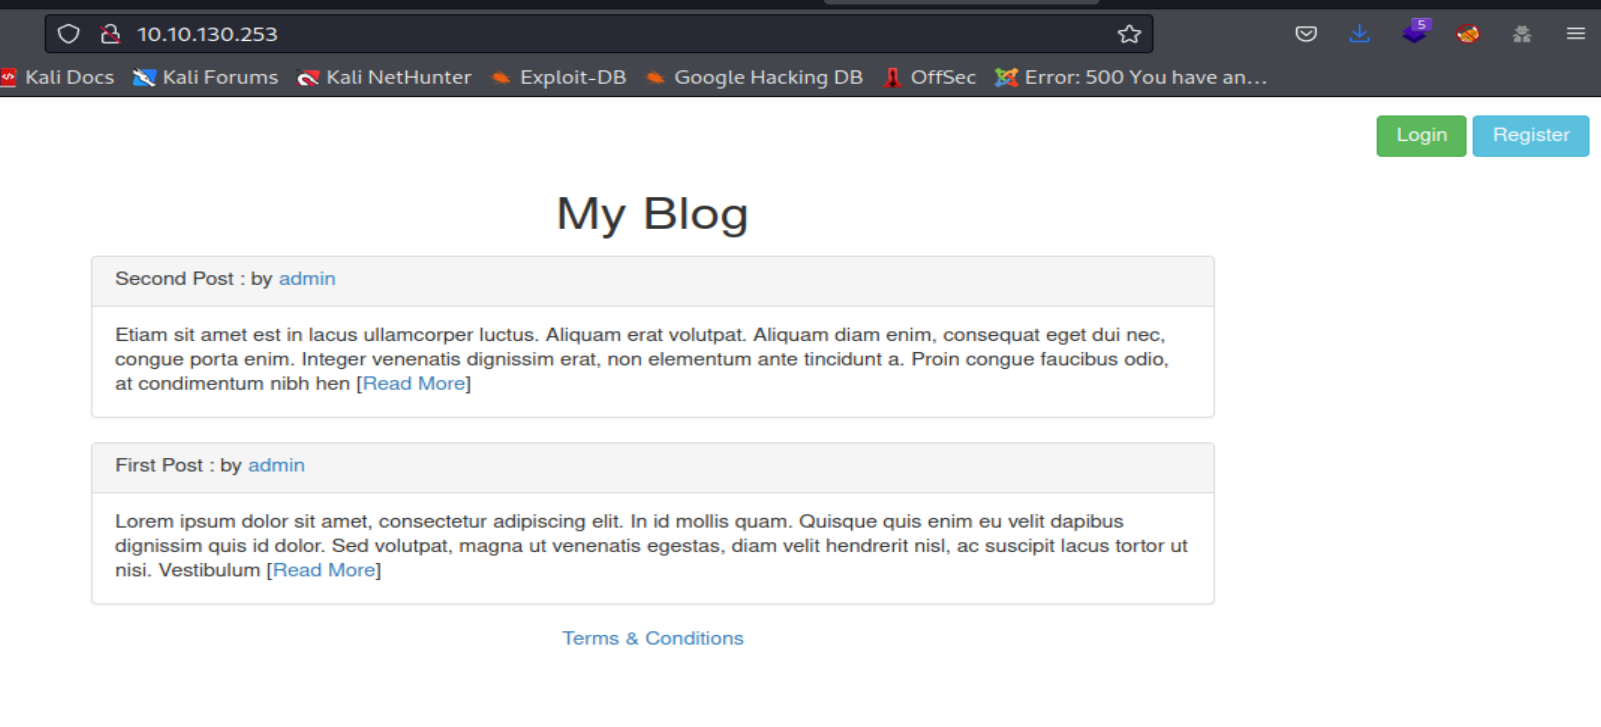 10.10.130.253
5
Kali Docs Kali Forums Kali NetHunter Exploit-DB Google Hacking DB OffSec Error: 500 You have an...
Login Register
My Blog
Second Post : by admin
Etiam sit amet est in lacus ullamcorper luctus. Aliquam erat volutpat. Aliquam diam enim, consequat eget dui nec,
congue porta enim. Integer venenatis dignissim erat, non elementum ante tincidunt a. Proin congue faucibus odio,
at condimentum nibh hen [Read More]
First Post : by admin
Lorem ipsum dolor sit amet, consectetur adipiscing elit. In id mollis quam. Quisque quis enim eu velit dapibus
dignissim quis id dolor. Sed volutpat, magna ut venenatis egestas, diam velit hendrerit nisl, ac suscipit lacus tortor ut
nisi. Vestibulum [Read More]
Terms & Conditions